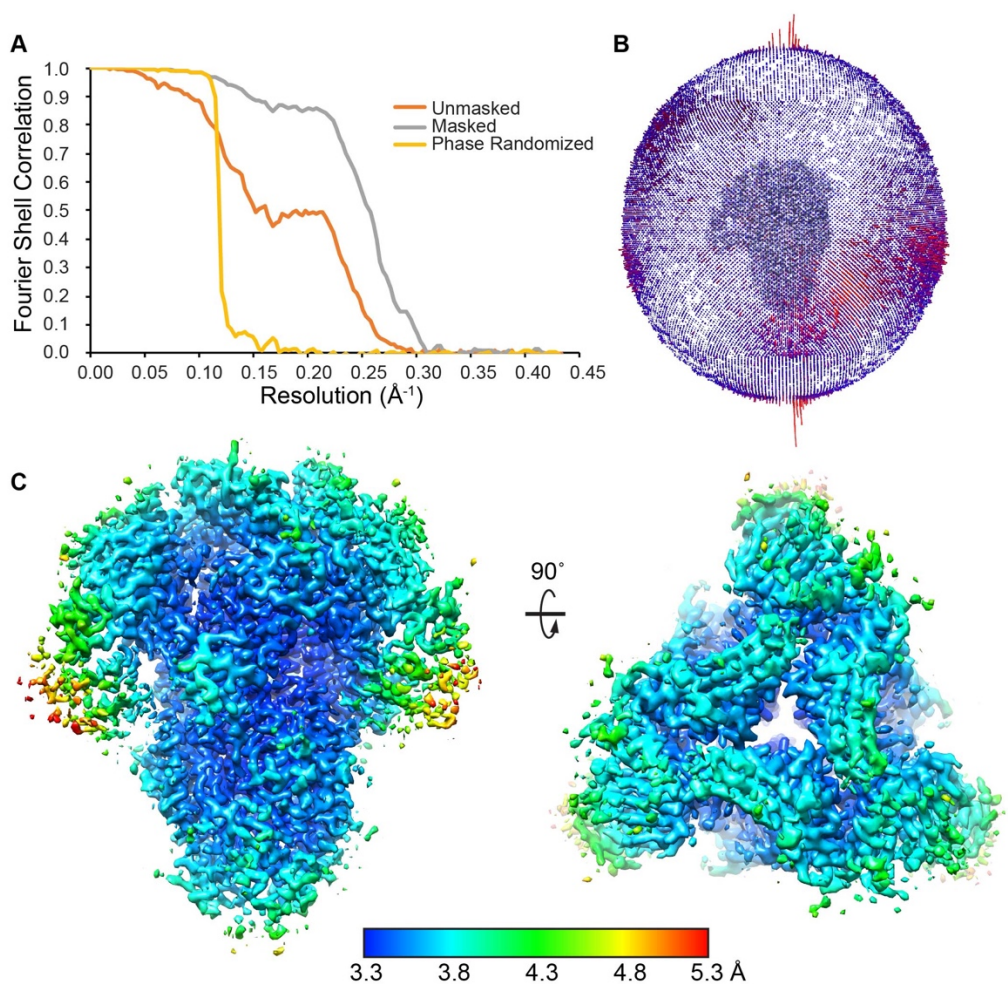 A
B
1.0
0.9
0.8
0.7
0.6
0.5
0.4
0.3
0.2
0.1
0.0
Fourier Shell Correlation
Unmasked
Masked
Phase Randomized
0.00 0.05 0.10 0.15 0.20 0.25 0.30 0.35 0.40 0.45
Resolution (Å⁻¹)
C
90°
3.3 3.8 4.3 4.8 5.3 Å